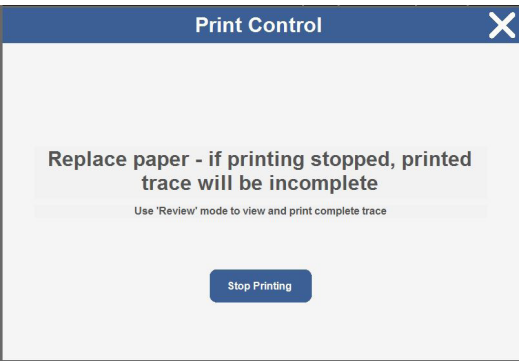 Print Control
Replace paper - if printing stopped, printed
trace will be incomplete
Use 'Review' mode to view and print complete trace
Stop Printing